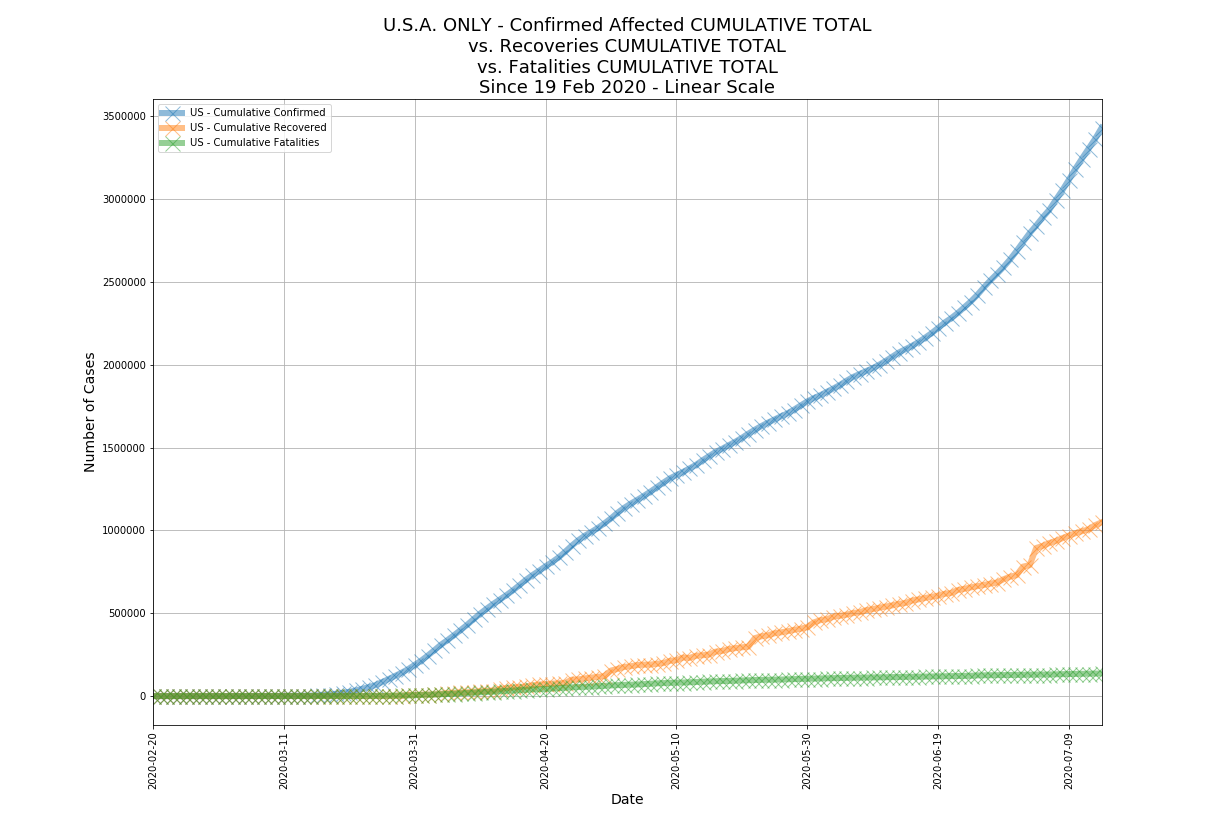 U.S.A. ONLY - Confirmed Affected CUMULATIVE TOTAL
vs. Recoveries CUMULATIVE TOTAL
vs. Fatalities CUMULATIVE TOTAL
Since 19 Feb 2020 - Linear Scale
US - Cumulative Confirmed
US - Cumulative Recovered
US - Cumulative Fatalities
Number of Cases
3500000
3000000
2500000
2000000
1500000
1000000
500000
0
2020-02-20
2020-03-11
2020-03-31
2020-04-20
2020-05-10
2020-05-30
2020-06-19
2020-07-09
Date